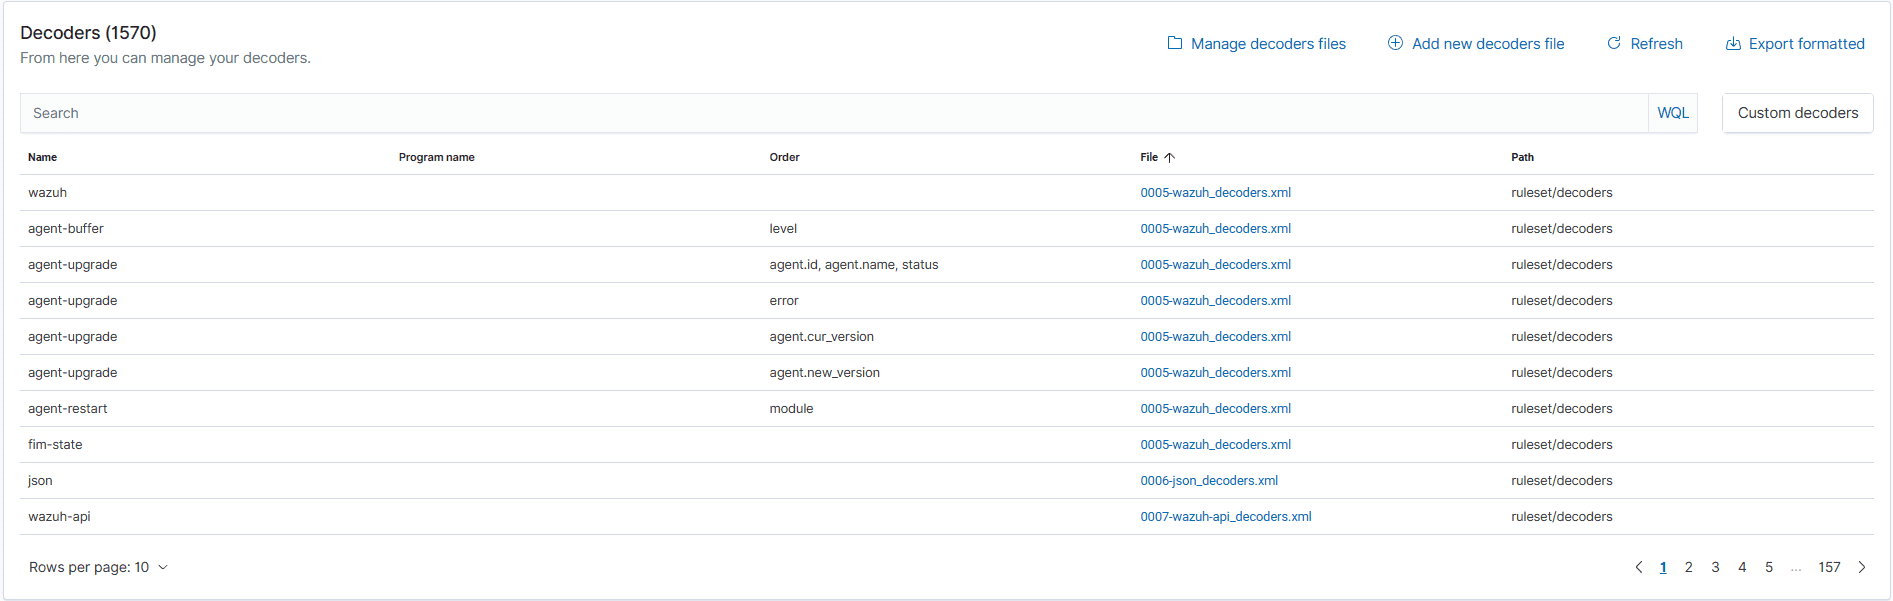 Decoders (1570)
From here you can manage your decoders.
Manage decoders files Add new decoders file Refresh Export formatted
Search WQL Custom decoders
Name Program name Order File Path
wazuh 0005-wazuh_decoders.xml ruleset/decoders
agent-buffer level 0005-wazuh_decoders.xml ruleset/decoders
agent-upgrade agent.id, agent.name, status 0005-wazuh_decoders.xml ruleset/decoders
agent-upgrade error 0005-wazuh_decoders.xml ruleset/decoders
agent-upgrade agent.cur_version 0005-wazuh_decoders.xml ruleset/decoders
agent-upgrade agent.new_version 0005-wazuh_decoders.xml ruleset/decoders
agent-restart module 0005-wazuh_decoders.xml ruleset/decoders
fim-state 0005-wazuh_decoders.xml ruleset/decoders
json 0006-json_decoders.xml ruleset/decoders
wazuh-api 0007-wazuh-api_decoders.xml ruleset/decoders
Rows per page: 10 1 2 3 4 5 ... 157